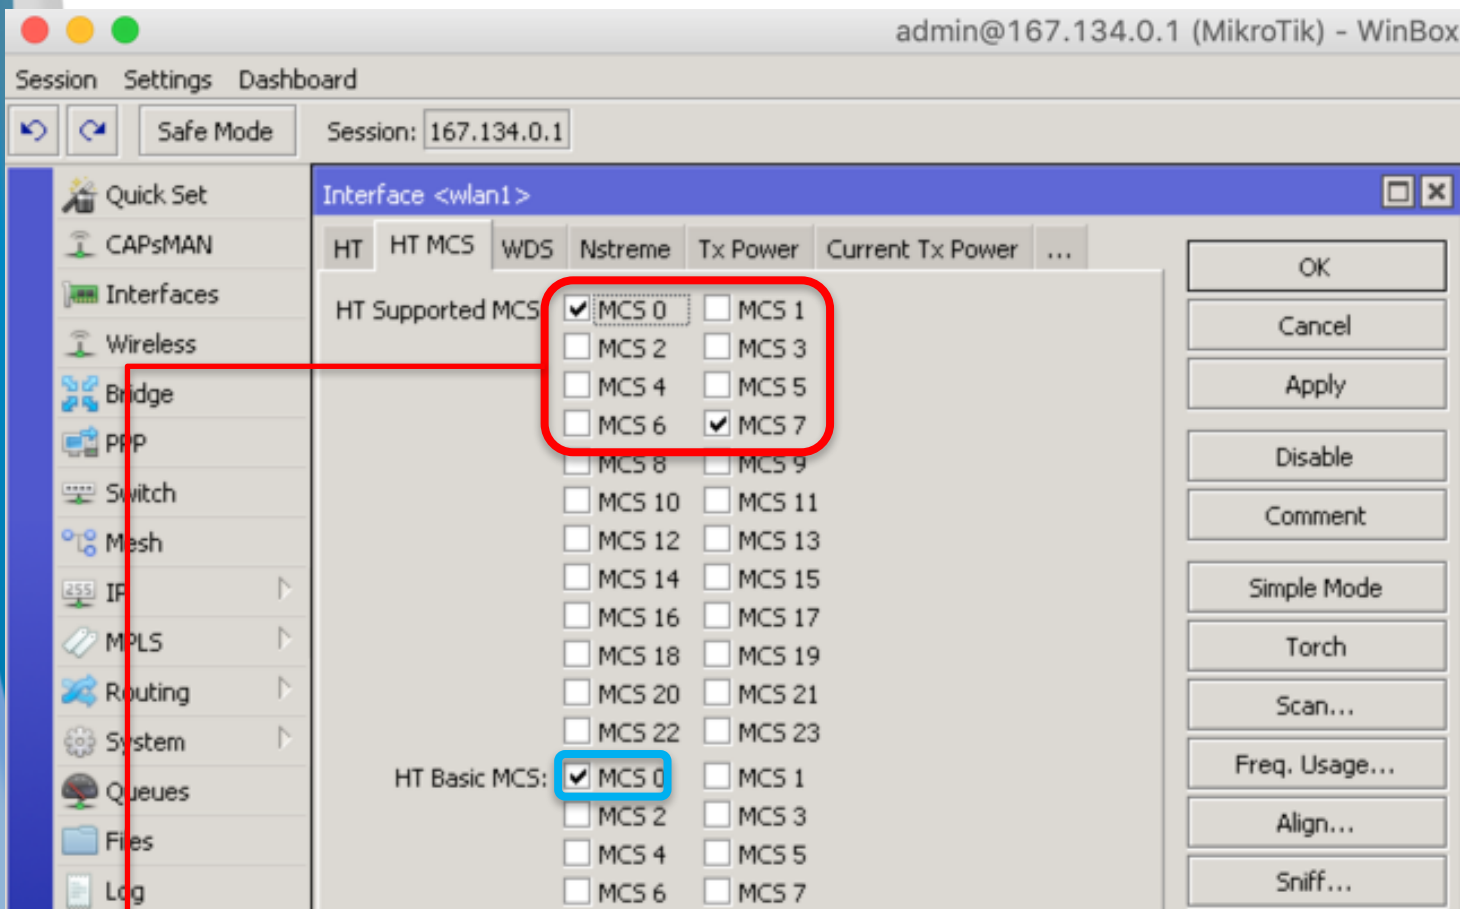 admin@167.134.0.1 (MikroTik) - WinBox
Session Settings Dashboard
Safe Mode Session: 167.134.0.1
Quick Set
CAPsMAN
Interfaces
Wireless
Bridge
PPP
Switch
Mesh
255 IP
MPLS
Routing
System
Queues
Files
Log
Interface <wlan1>
HT HT MCS WDS Nstreme Tx Power Current Tx Power ...
HT Supported MCS MCS 0 MCS 1
MCS 2 MCS 3
MCS 4 MCS 5
MCS 6 MCS 7
MCS 8 MCS 9
MCS 10 MCS 11
MCS 12 MCS 13
MCS 14 MCS 15
MCS 16 MCS 17
MCS 18 MCS 19
MCS 20 MCS 21
MCS 22 MCS 23
HT Basic MCS: MCS 0 MCS 1
MCS 2 MCS 3
MCS 4 MCS 5
MCS 6 MCS 7
OK
Cancel
Apply
Disable
Comment
Simple Mode
Torch
Scan...
Freq. Usage...
Align...
Sniff...